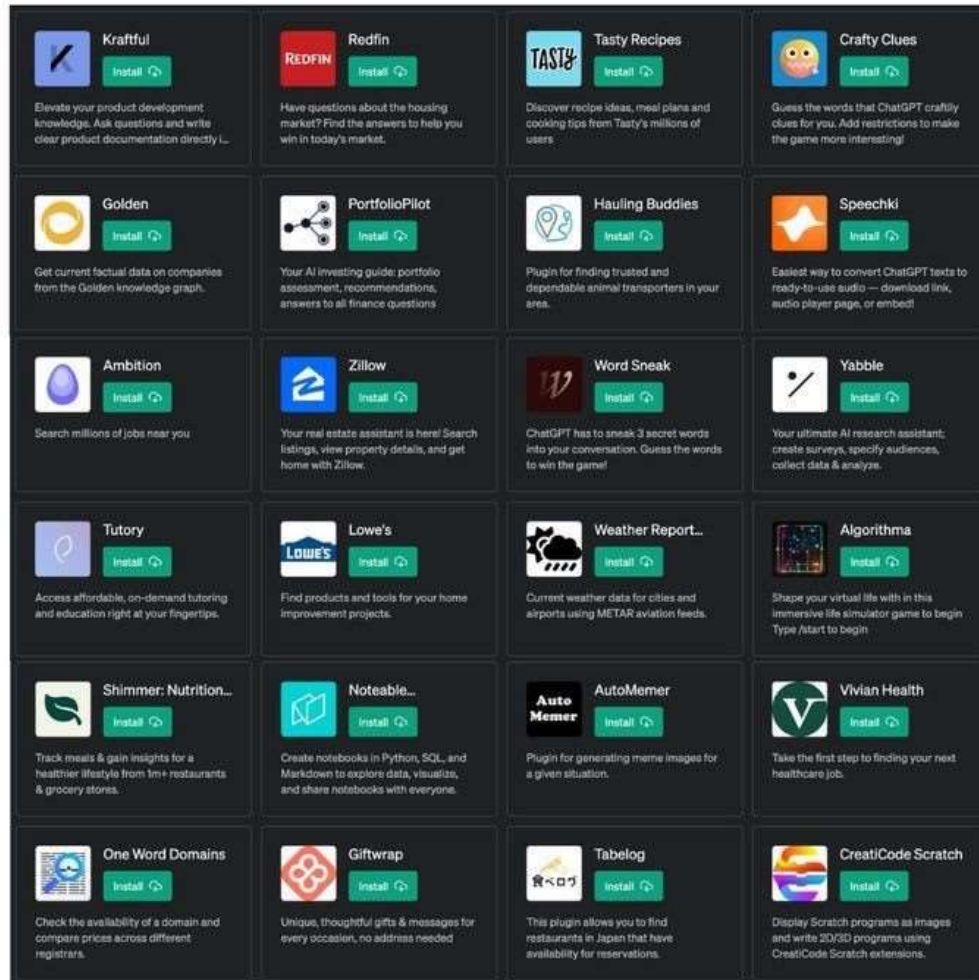 Kraftful
Install
Elevate your product development
knowledge. Ask questions and write
clear product documentation directly i...
REDFIN
Redfin
Install
Have questions about the housing
market? Find the answers to help you
win in today's market.
TASTY
Tasty Recipes
Install
Discover recipe ideas, meal plans and
cooking tips from Tasty's millions of
users
Crafty Clues
Install
Guess the words that ChatGPT craftily
clues for you. Add restrictions to make
the game more interesting!
Golden
Install
Get current factual data on companies
from the Golden knowledge graph.
PortfolioPilot
Install
Your AI investing guide: portfolio
assessment, recommendations,
answers to all finance questions
Hauling Buddies
Install
Plugin for finding trusted and
dependable animal transporters in your
area.
Speechki
Install
Easiest way to convert ChatGPT texts to
ready-to-use audio — download link,
audio player page, or embed!
Ambition
Install
Search millions of jobs near you
Zillow
Install
Your real estate assistant is here! Search
listings, view property details, and get
home with Zillow.
W
Word Sneak
Install
ChatGPT has to sneak 3 secret words
into your conversation. Guess the words
to win the game!
Yabble
Install
Your ultimate AI research assistant;
create surveys, specify audiences,
collect data & analyze.
Tutory
Install
Access affordable, on-demand tutoring
and education right at your fingertips.
LOWE'S
Lowe's
Install
Find products and tools for your home
improvement projects.
Weather Report...
Install
Current weather data for cities and
airports using METAR aviation feeds.
Algorithma
Install
Shape your virtual life with in this
immersive life simulator game to begin
Type /start to begin
Shimmer: Nutrition...
Install
Track meals & gain insights for a
healthier lifestyle from 1m+ restaurants
& grocery stores.
Noteable...
Install
Create notebooks in Python, SQL, and
Markdown to explore data, visualize,
and share notebooks with everyone.
Auto
Memer
AutoMemer
Install
Plugin for generating meme images for
a given situation.
V
Vivian Health
Install
Take the first step to finding your next
healthcare job.
One Word Domains
Install
Check the availability of a domain and
compare prices across different
registrars.
Giftwrap
Install
Unique, thoughtful gifts & messages for
every occasion, no address needed
食べログ
Tabelog
Install
This plugin allows you to find
restaurants in Japan that have
availability for reservations.
CreatiCode Scratch
Install
Display Scratch programs as images
and write 2D/3D programs using
CreatiCode Scratch extensions.